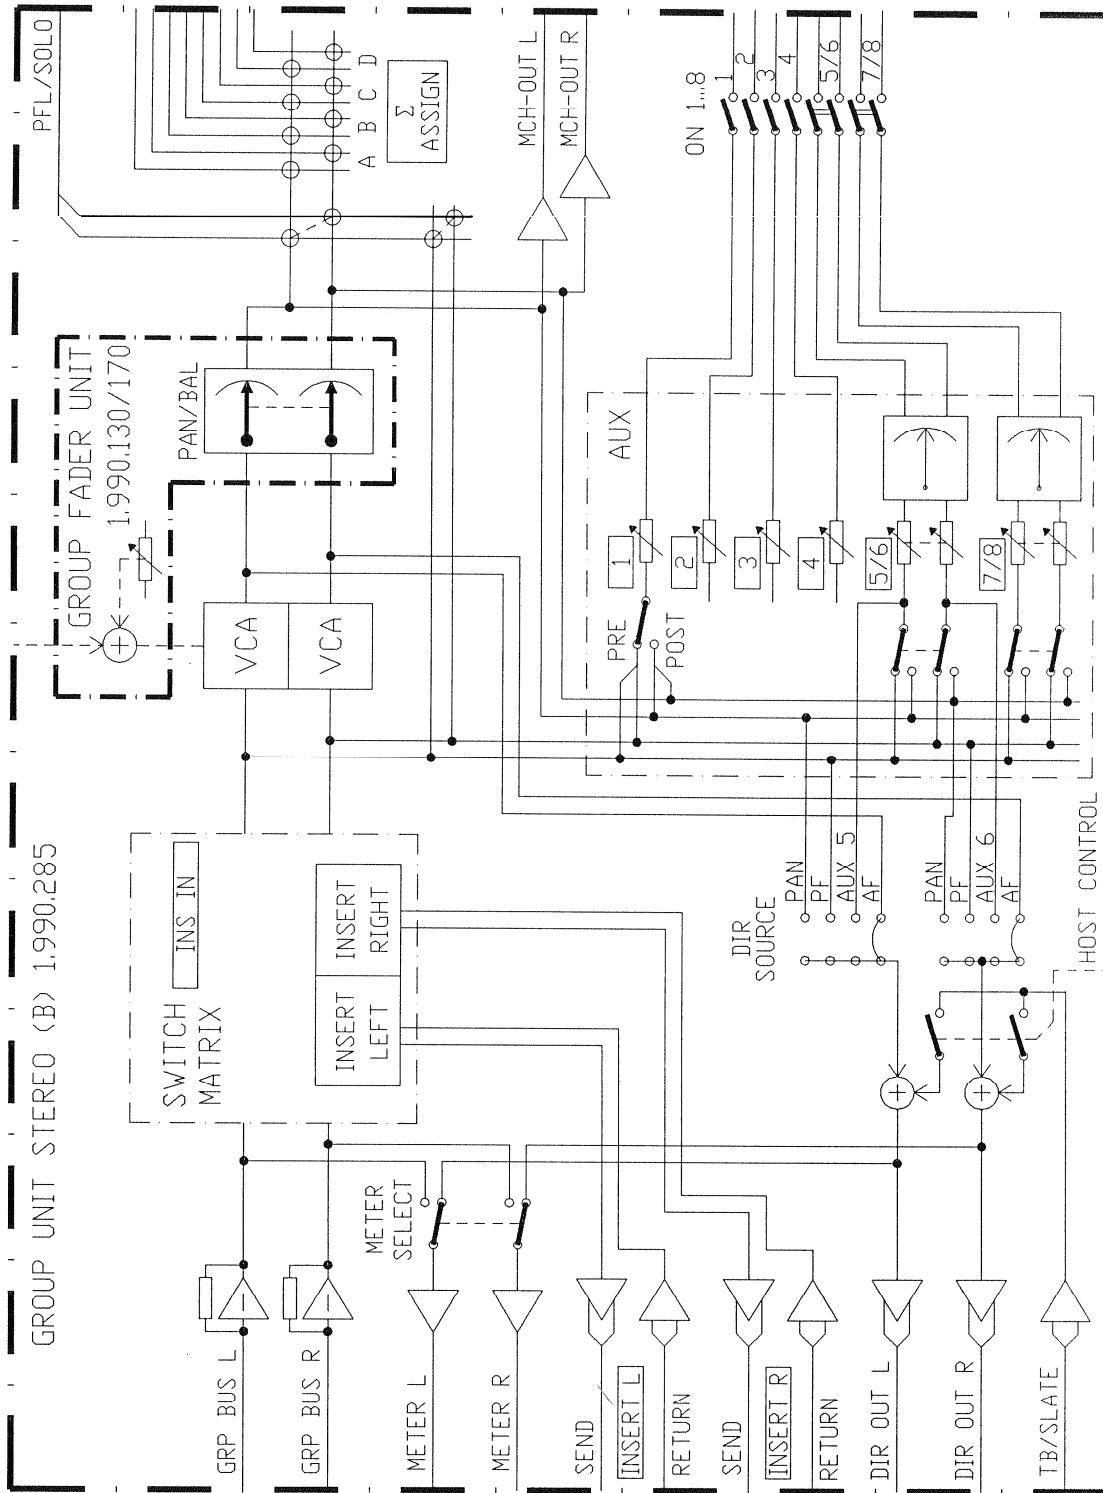 GROUP UNIT STEREO (B) 1.990.285
GRP BUS L
GRP BUS R
METER L
METER R
SEND
INSERT L
RETURN
SEND
INSERT R
RETURN
DIR OUT L
DIR OUT R
TB/SLATE
METER
SELECT
SWITCH
MATRIX
INS IN
INSERT
LEFT
INSERT
RIGHT
DIR
SOURCE
PAN
PF
AUX 5
AF
PAN
PF
AUX 6
AF
HOST CONTROL
VCA
VCA
GROUP FADER UNIT
1.990.130/170
PAN/BAL
AUX
PRE
POST
1
2
3
4
5/6
7/8
PFL/SOLO
A B C D
Σ
ASSIGN
MCH-OUT L
MCH-OUT R
ON 1...8
1
2
3
4
5/6
7/8